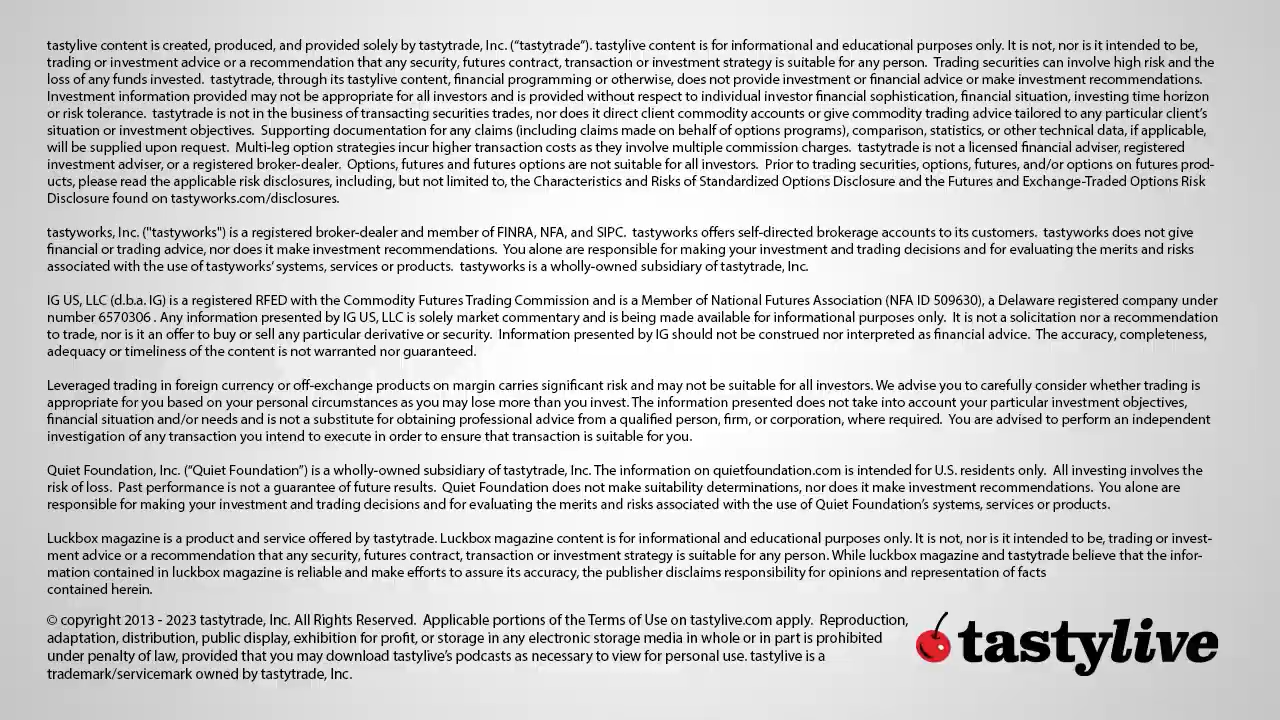 tastylive content is created, produced, and provided solely by tastytrade, Inc. (“tastytrade”). tastylive content is for informational and educational purposes only. It is not, nor is it intended to be,
trading or investment advice or a recommendation that any security, futures contract, transaction or investment strategy is suitable for any person.  Trading securities can involve high risk and the
loss of any funds invested.  tastytrade, through its tastylive content, financial programming or otherwise, does not provide investment or financial advice or make investment recommendations.
Investment information provided may not be appropriate for all investors and is provided without respect to individual investor financial sophistication, financial situation, investing time horizon
or risk tolerance.  tastytrade is not in the business of transacting securities trades, nor does it direct client commodity accounts or give commodity trading advice tailored to any particular client’s
situation or investment objectives.  Supporting documentation for any claims (including claims made on behalf of options programs), comparison, statistics, or other technical data, if applicable,
will be supplied upon request.  Multi-leg option strategies incur higher transaction costs as they involve multiple commission charges.  tastytrade is not a licensed financial adviser, registered
investment adviser, or a registered broker-dealer.  Options, futures and futures options are not suitable for all investors.  Prior to trading securities, options, futures, and/or options on futures prod-
ucts, please read the applicable risk disclosures, including, but not limited to, the Characteristics and Risks of Standardized Options Disclosure and the Futures and Exchange-Traded Options Risk
Disclosure found on tastyworks.com/disclosures.
tastyworks, Inc. ("tastyworks") is a registered broker-dealer and member of FINRA, NFA, and SIPC.  tastyworks offers self-directed brokerage accounts to its customers.  tastyworks does not give
financial or trading advice, nor does it make investment recommendations.  You alone are responsible for making your investment and trading decisions and for evaluating the merits and risks
associated with the use of tastyworks’ systems, services or products.  tastyworks is a wholly-owned subsidiary of tastytrade, Inc.
IG US, LLC (d.b.a. IG) is a registered RFED with the Commodity Futures Trading Commission and is a Member of National Futures Association (NFA ID 509630), a Delaware registered company under
number 6570306 . Any information presented by IG US, LLC is solely market commentary and is being made available for informational purposes only.  It is not a solicitation nor a recommendation
to trade, nor is it an offer to buy or sell any particular derivative or security.  Information presented by IG should not be construed nor interpreted as financial advice.  The accuracy, completeness,
adequacy or timeliness of the content is not warranted nor guaranteed.
Leveraged trading in foreign currency or off-exchange products on margin carries significant risk and may not be suitable for all investors. We advise you to carefully consider whether trading is
appropriate for you based on your personal circumstances as you may lose more than you invest. The information presented does not take into account your particular investment objectives,
financial situation and/or needs and is not a substitute for obtaining professional advice from a qualified person, firm, or corporation, where required.  You are advised to perform an independent
investigation of any transaction you intend to execute in order to ensure that transaction is suitable for you.
Quiet Foundation, Inc. (“Quiet Foundation”) is a wholly-owned subsidiary of tastytrade, Inc. The information on quietfoundation.com is intended for U.S. residents only.  All investing involves the
risk of loss.  Past performance is not a guarantee of future results.  Quiet Foundation does not make suitability determinations, nor does it make investment recommendations.  You alone are
responsible for making your investment and trading decisions and for evaluating the merits and risks associated with the use of Quiet Foundation’s systems, services or products.
Luckbox magazine is a product and service offered by tastytrade. Luckbox magazine content is for informational and educational purposes only. It is not, nor is it intended to be, trading or invest-
ment advice or a recommendation that any security, futures contract, transaction or investment strategy is suitable for any person. While luckbox magazine and tastytrade believe that the infor-
mation contained in luckbox magazine is reliable and make efforts to assure its accuracy, the publisher disclaims responsibility for opinions and representation of facts
contained herein.
© copyright 2013 - 2023 tastytrade, Inc. All Rights Reserved.  Applicable portions of the Terms of Use on tastylive.com apply.  Reproduction,
adaptation, distribution, public display, exhibition for profit, or storage in any electronic storage media in whole or in part is prohibited
under penalty of law, provided that you may download tastylive’s podcasts as necessary to view for personal use. tastylive is a
trademark/servicemark owned by tastytrade, Inc.
tastylive